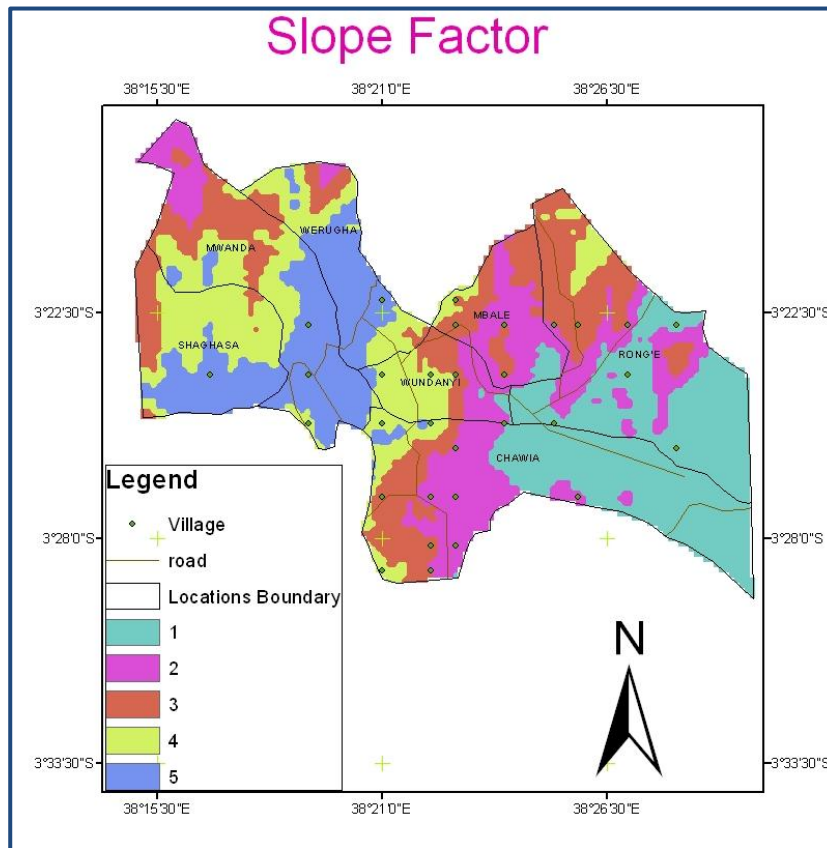 Slope Factor
38°15'30"E 38°21'0"E 38°26'30"E
WERUGHA
MWANDA
3°22'30"S 3°22'30"S
MBALE
SHAGHASA
RONG'E
WUNDANYI
CHAWIA
Legend
Village
road
Locations Boundary
1
2
3
4
5
3°28'0"S 3°28'0"S
N
3°33'30"S 3°33'30"S
38°15'30"E 38°21'0"E 38°26'30"E